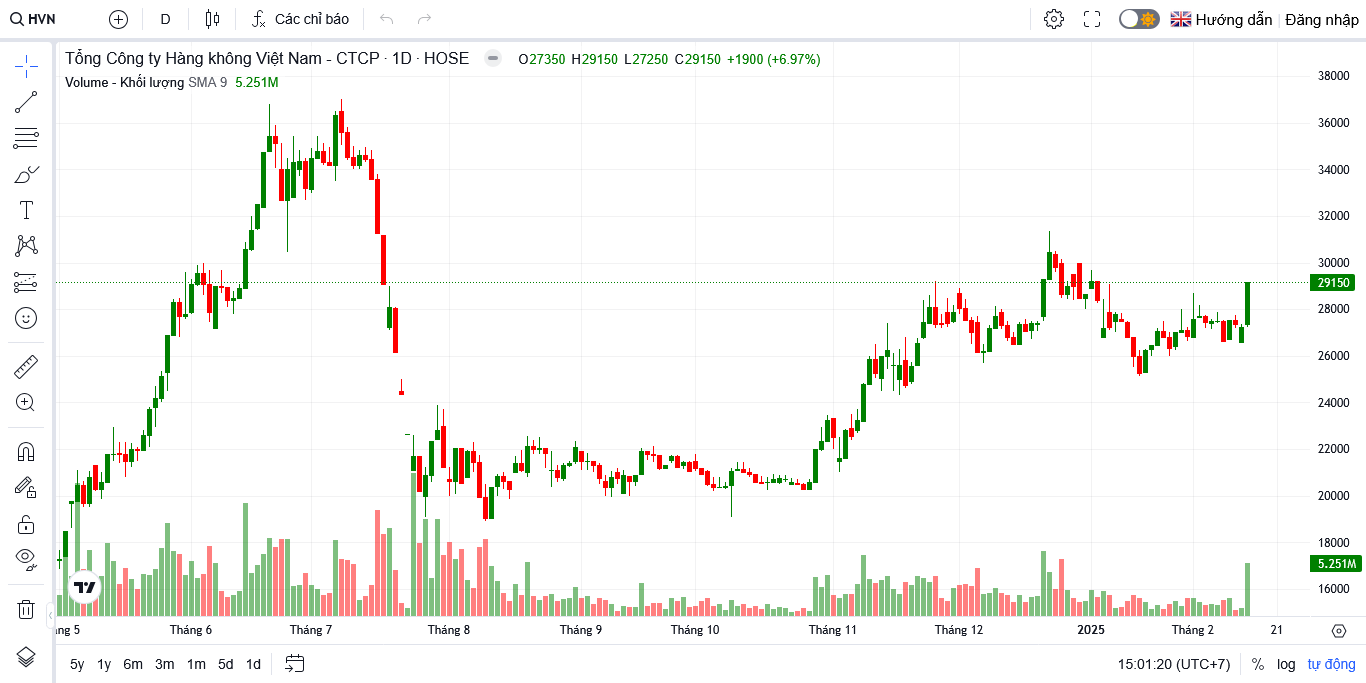 HVN D Các chỉ báo Hướng dẫn Đăng nhập
Tổng Công ty Hàng không Việt Nam - CTCP · 1D · HOSE O27350 H29150 L27250 C29150 +1900 (+6.97%)
Volume - Khối lượng SMA 9 5.251M
38000
36000
34000
32000
30000
29150
28000
26000
24000
22000
20000
18000
5.251M
16000
ng 5 Tháng 6 Tháng 7 Tháng 8 Tháng 9 Tháng 10 Tháng 11 Tháng 12 2025 Tháng 2 21
5y 1y 6m 3m 1m 5d 1d 15:01:20 (UTC+7) % log tự động